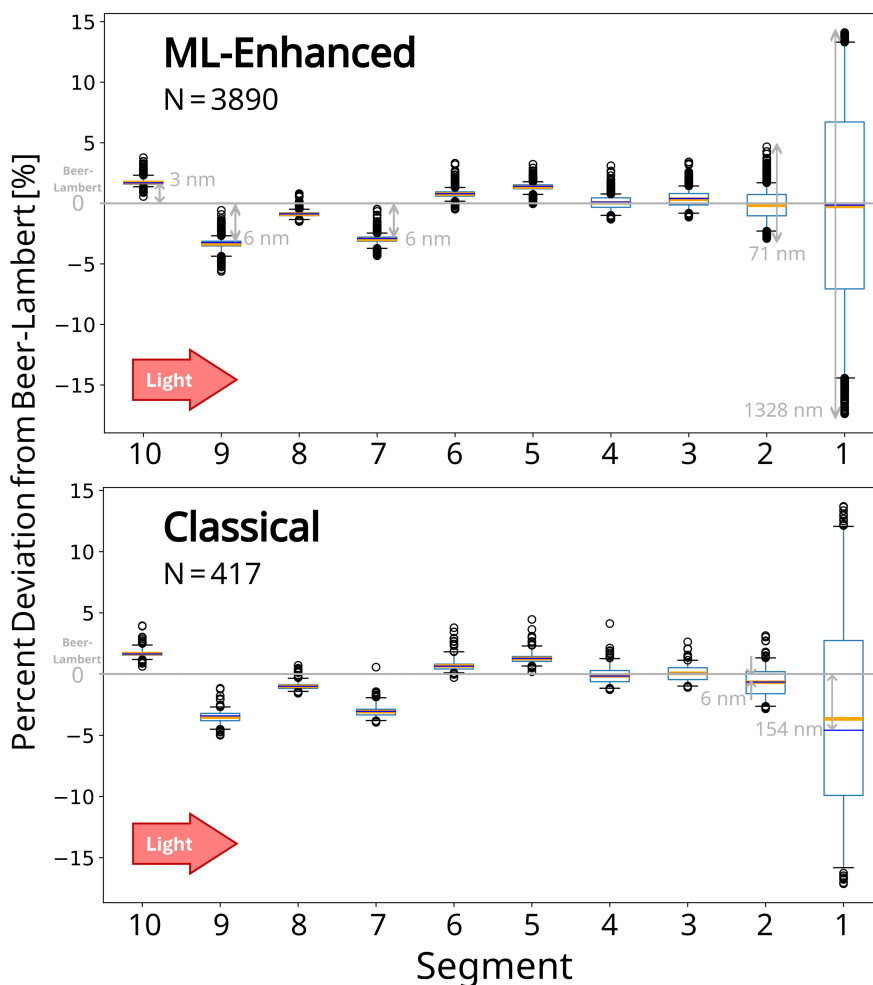 Percent Deviation from Beer-Lambert [%]
ML-Enhanced
N = 3890
15
10
5
Beer-
Lambert
0
−5
−10
−15
3 nm
6 nm
6 nm
71 nm
1328 nm
Light
10 9 8 7 6 5 4 3 2 1
Classical
N = 417
15
10
5
Beer-
Lambert
0
−5
−10
−15
6 nm
154 nm
Light
10 9 8 7 6 5 4 3 2 1
Segment